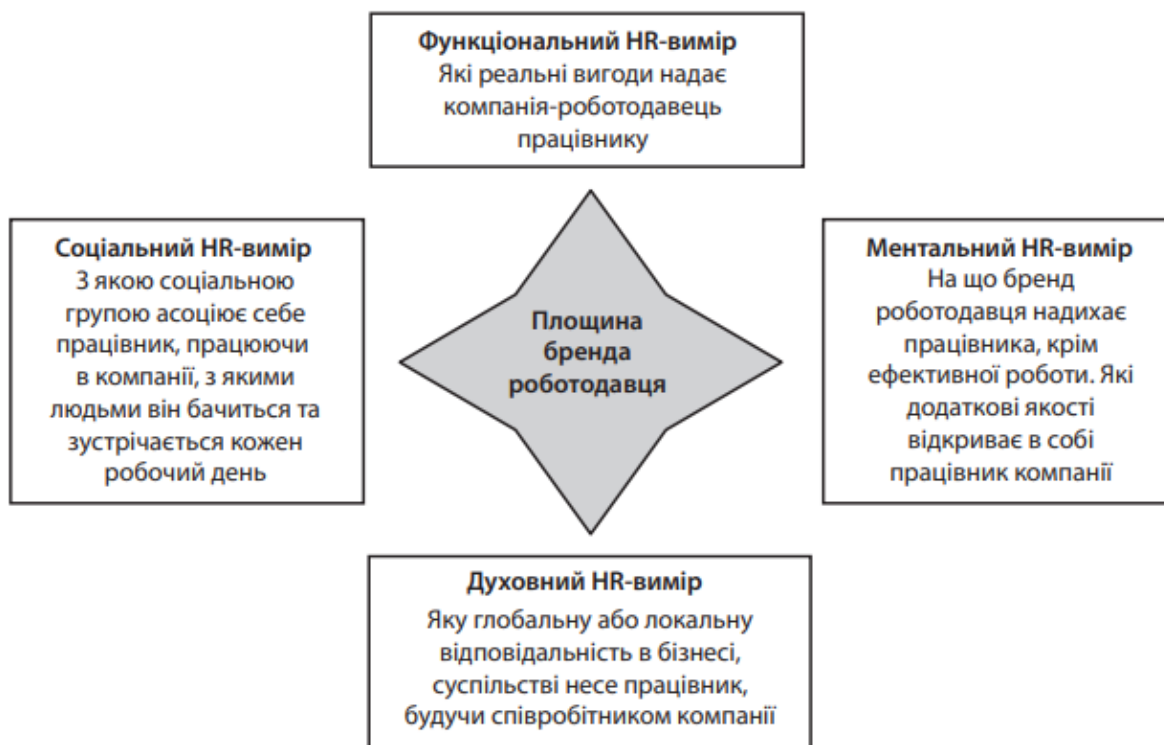 Функціональний HR-вимір
Які реальні вигоди надає
компанія-роботодавець
працівнику
Соціальний HR-вимір
З якою соціальною
групою асоціює себе
працівник, працюючи
в компанії, з якими
людьми він бачиться та
зустрічається кожен
робочий день
Площина
бренда
роботодавця
Ментальний HR-вимір
На що бренд
роботодавця надихає
працівника, крім
ефективної роботи. Які
додаткові якості
відкриває в собі
працівник компанії
Духовний HR-вимір
Яку глобальну або локальну
відповідальність в бізнесі,
суспільстві несе працівник,
будучи співробітником компанії